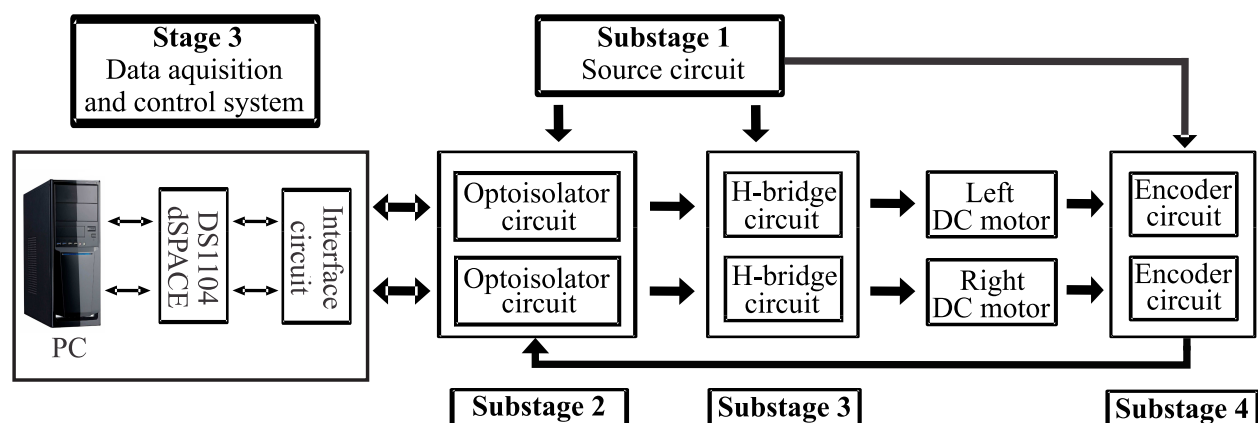 Stage 3
Data aquisition
and control system
Substage 1
Source circuit
PC
DS1104
dSPACE
Interface
circuit
Optoisolator
circuit
Optoisolator
circuit
H-bridge
circuit
H-bridge
circuit
Left
DC motor
Right
DC motor
Encoder
circuit
Encoder
circuit
Substage 2
Substage 3
Substage 4